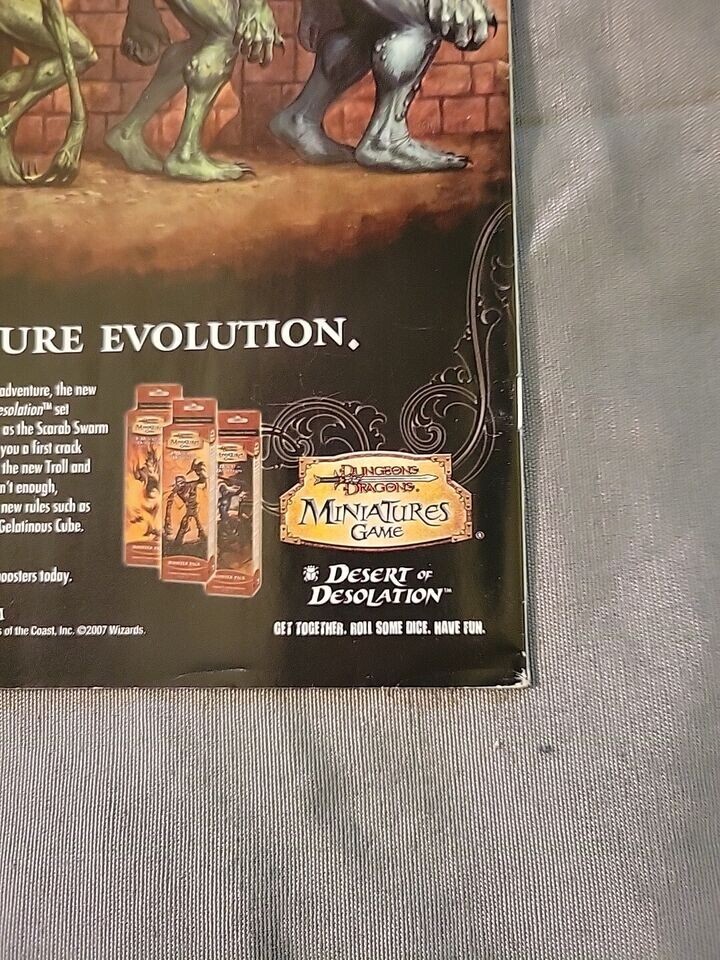 URE EVOLUTION.
adventure, the new
esolation™ set
as the Scarab Swarm
you a first crack
the new Troll and
n't enough,
new rules such as
Gelatinous Cube.
oosters today.
s of the Coast, Inc. ©2007 Wizards.
DUNGEONS
DRAGONS®
MINIATURES
GAME
®
DESERT OF
DESOLATION™
GET TOGETHER. ROLL SOME DICE. HAVE FUN.